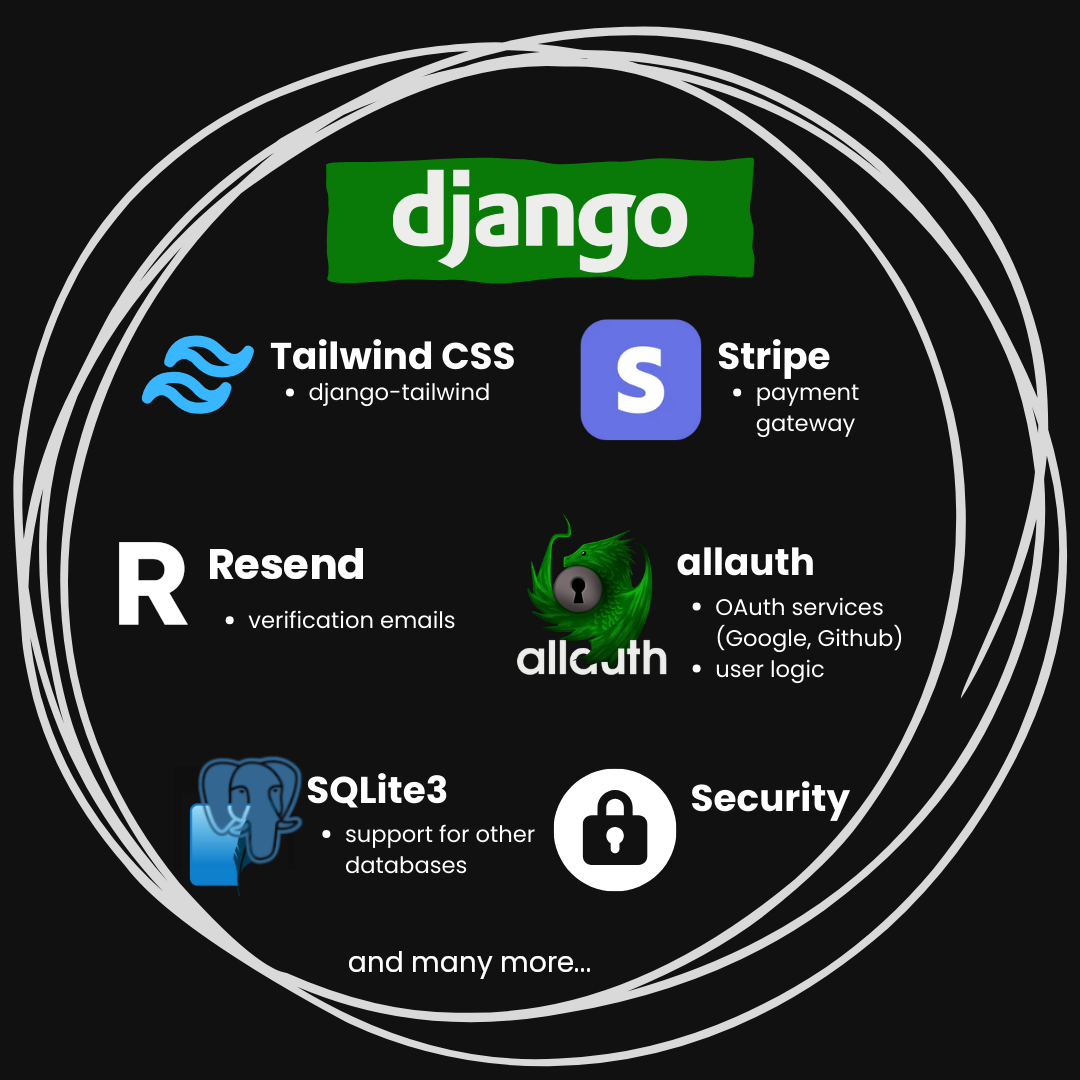 django
Tailwind CSS
• django-tailwind
S
Stripe
• payment
gateway
R
Resend
• verification emails
allauth
allauth
• OAuth services
(Google, Github)
• user logic
SQLite3
• support for other
databases
Security
and many more...